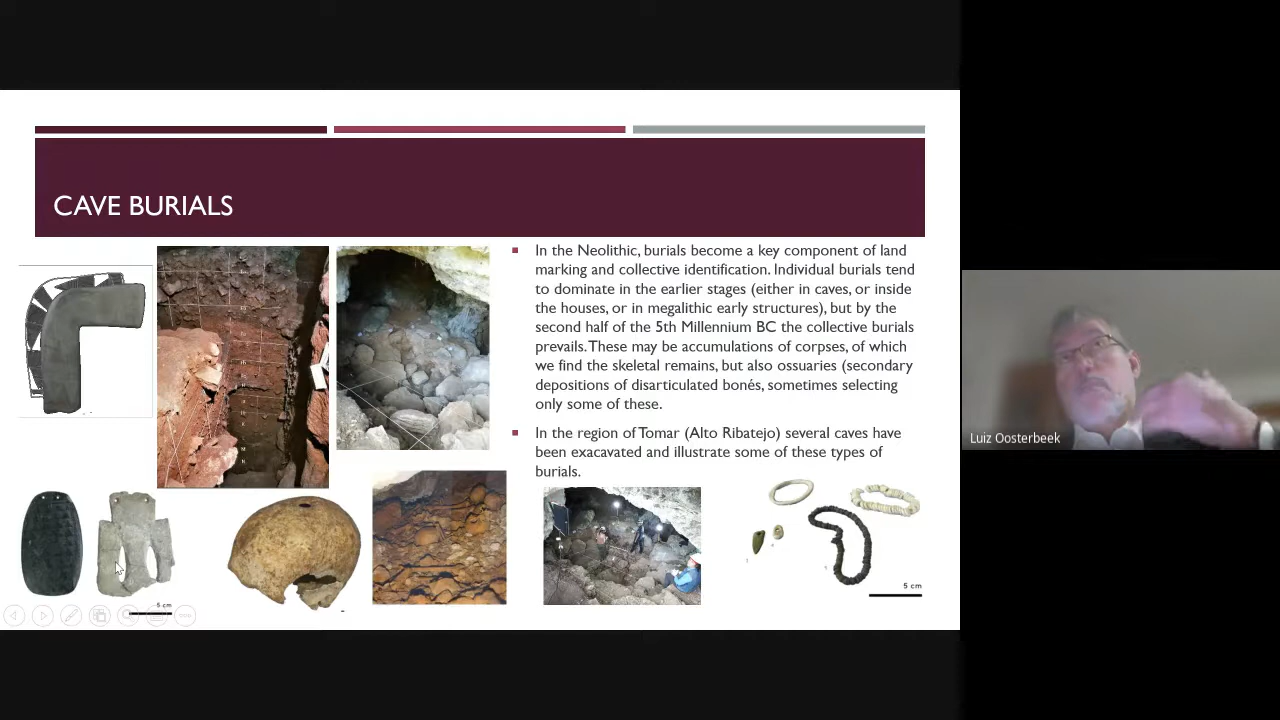 CAVE BURIALS
In the Neolithic, burials become a key component of land
marking and collective identification. Individual burials tend
to dominate in the earlier stages (either in caves, or inside
the houses, or in megalithic early structures), but by the
second half of the 5th Millennium BC the collective burials
prevails. These may be accumulations of corpses, of which
we find the skeletal remains, but also ossuaries (secondary
depositions of disarticulated bonés, sometimes selecting
only some of these.
In the region of Tomar (Alto Ribatejo) several caves have
been exacavated and illustrate some of these types of
burials.
5 cm
5 cm
Luiz Oosterbeek